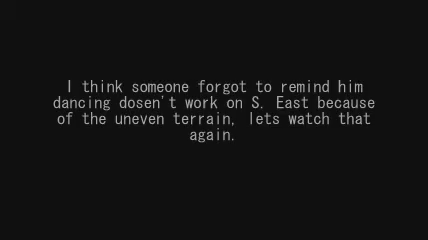 I think someone forgot to remind him
dancing dosen't work on S. East because
of the uneven terrain, lets watch that
again.